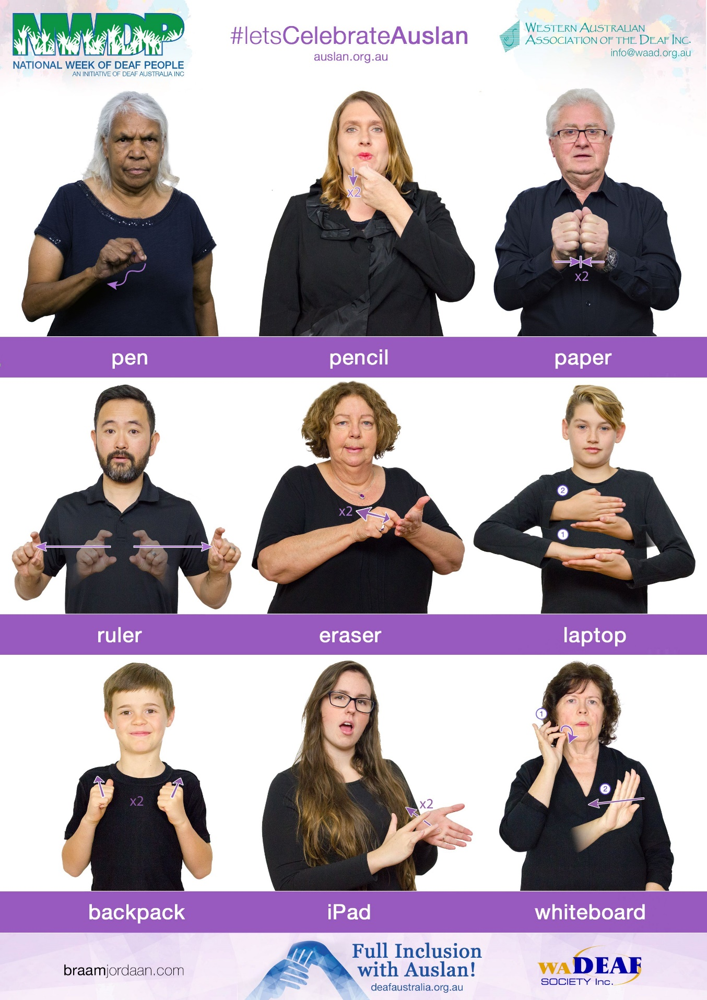 NWDP
NATIONAL WEEK OF DEAF PEOPLE
AN INITIATIVE OF DEAF AUSTRALIA INC
#letsCelebrateAuslan
auslan.org.au
WESTERN AUSTRALIAN
ASSOCIATION OF THE DEAF INC.
info@waad.org.au
x2
x2
pen
pencil
paper
x2
2
1
ruler
eraser
laptop
1
x2
x2
2
backpack
iPad
whiteboard
braamjordaan.com
Full Inclusion
with Auslan!
deafaustralia.org.au
WADEAF
SOCIETY Inc.